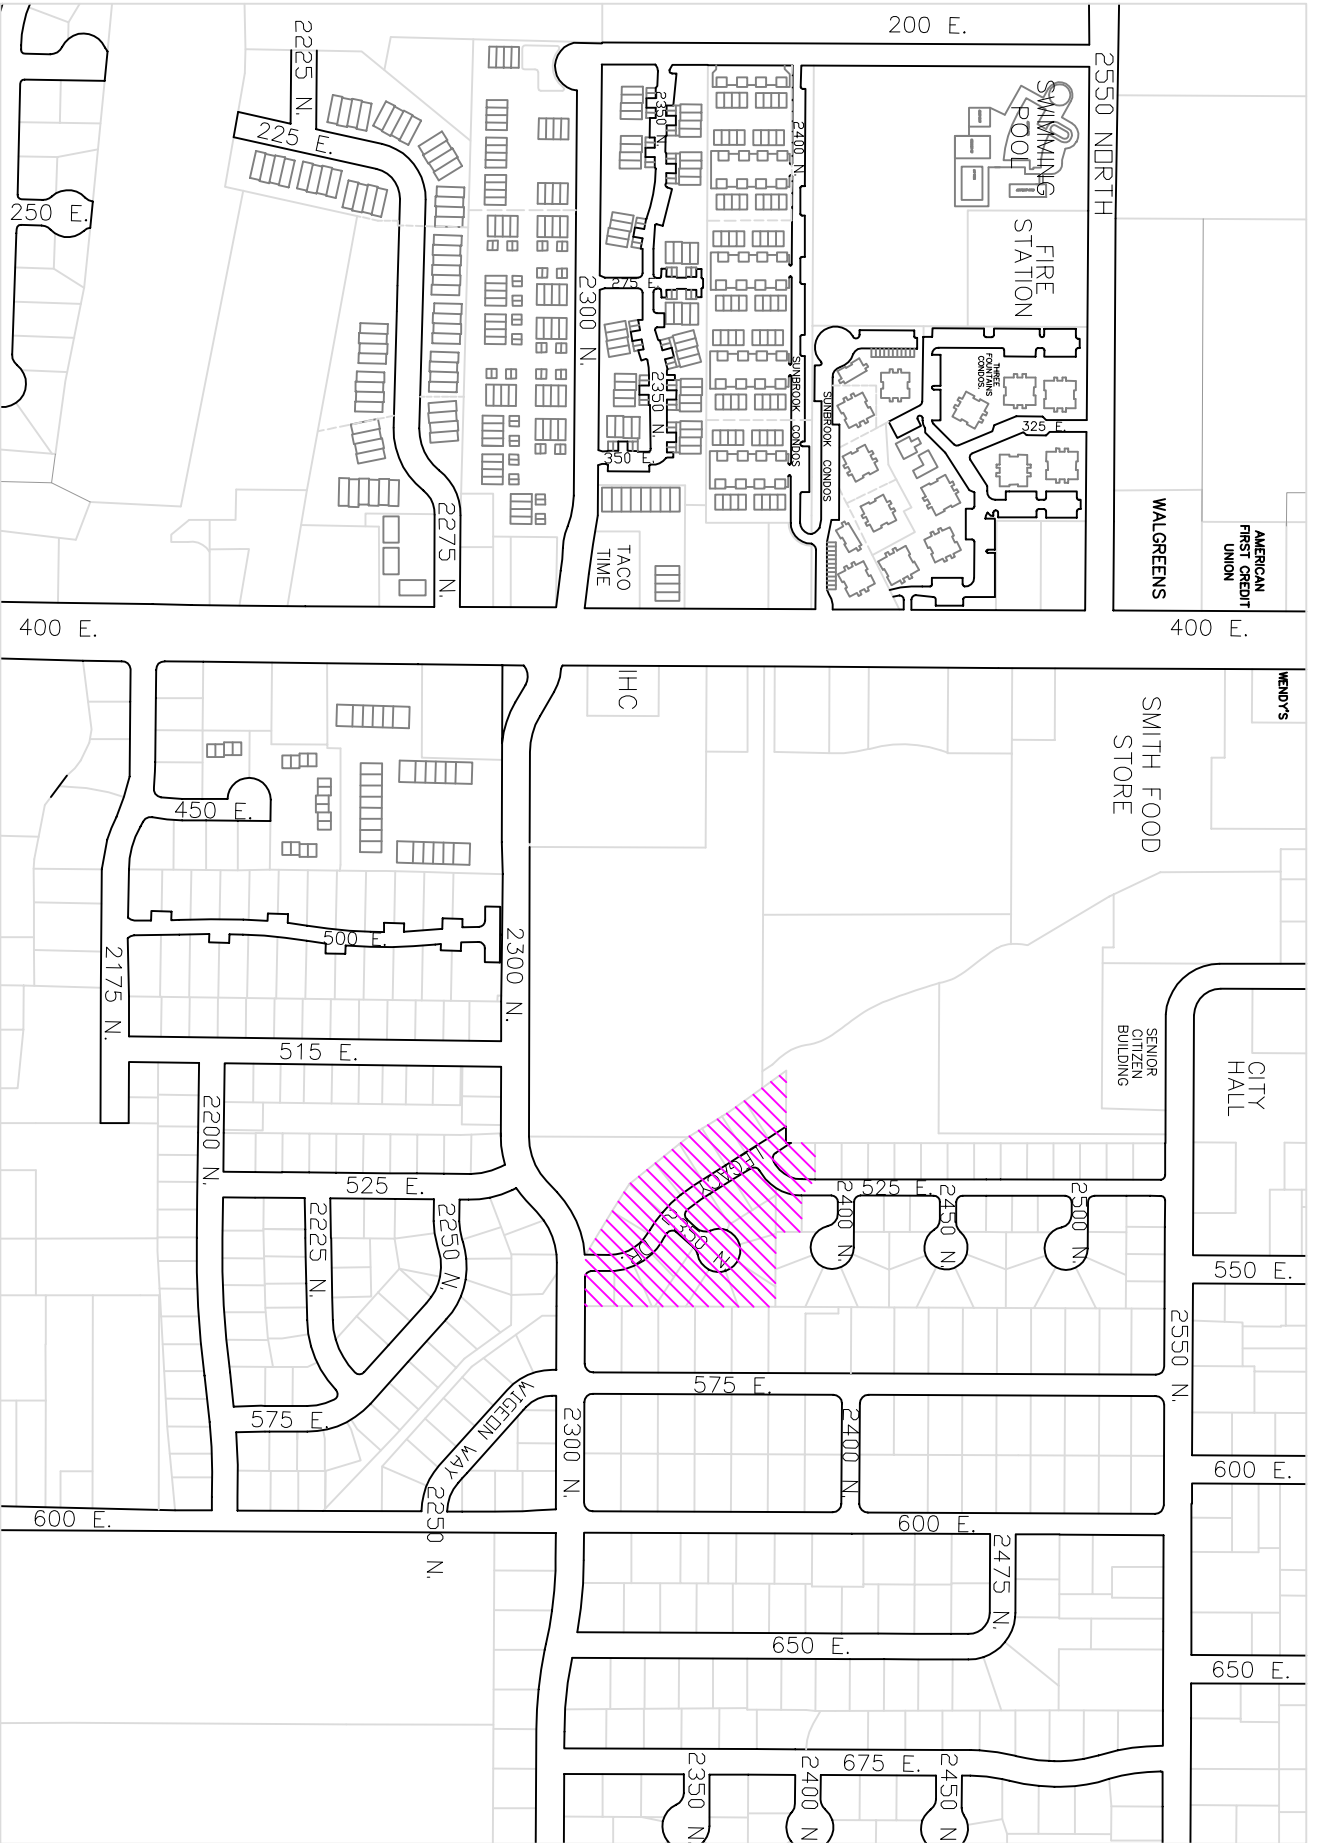 200 E.
2550 NORTH
SWIMMING
POOL
FIRE
STATION
2225 N.
225 E.
250 E.
2350 N.
2400 N.
2300 N.
275 E.
THREE
FOUNTAINS
CONDOS.
325 E.
SUNBROOK CONDOS
SUNBROOK CONDOS
2350 N.
350 E.
2275 N.
TACO
TIME
WALGREENS
AMERICAN
FIRST CREDIT
UNION
400 E.
400 E.
IHC
WENDY'S
SMITH FOOD
STORE
450 E.
500 E.
2300 N.
2175 N.
515 E.
SENIOR
CITIZEN
BUILDING
CITY
HALL
2200 N.
525 E.
LEGACY DR.
2350 N
525 E.
2400 N.
2450 N.
2500 N.
2225 N.
2250 N.
550 E.
2550 N.
575 E.
575 E.
WIGEON WAY
2300 N.
2400 N.
600 E.
2250 N.
600 E.
600 E.
2475 N.
650 E.
650 E.
675 E.
2350 N
2400 N
2450 N